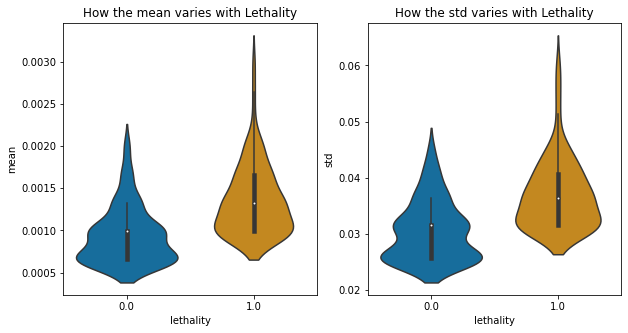 How the mean varies with Lethality
mean
0.0030
0.0025
0.0020
0.0015
0.0010
0.0005
0.0 1.0
lethality
How the std varies with Lethality
std
0.06
0.05
0.04
0.03
0.02
0.0 1.0
lethality